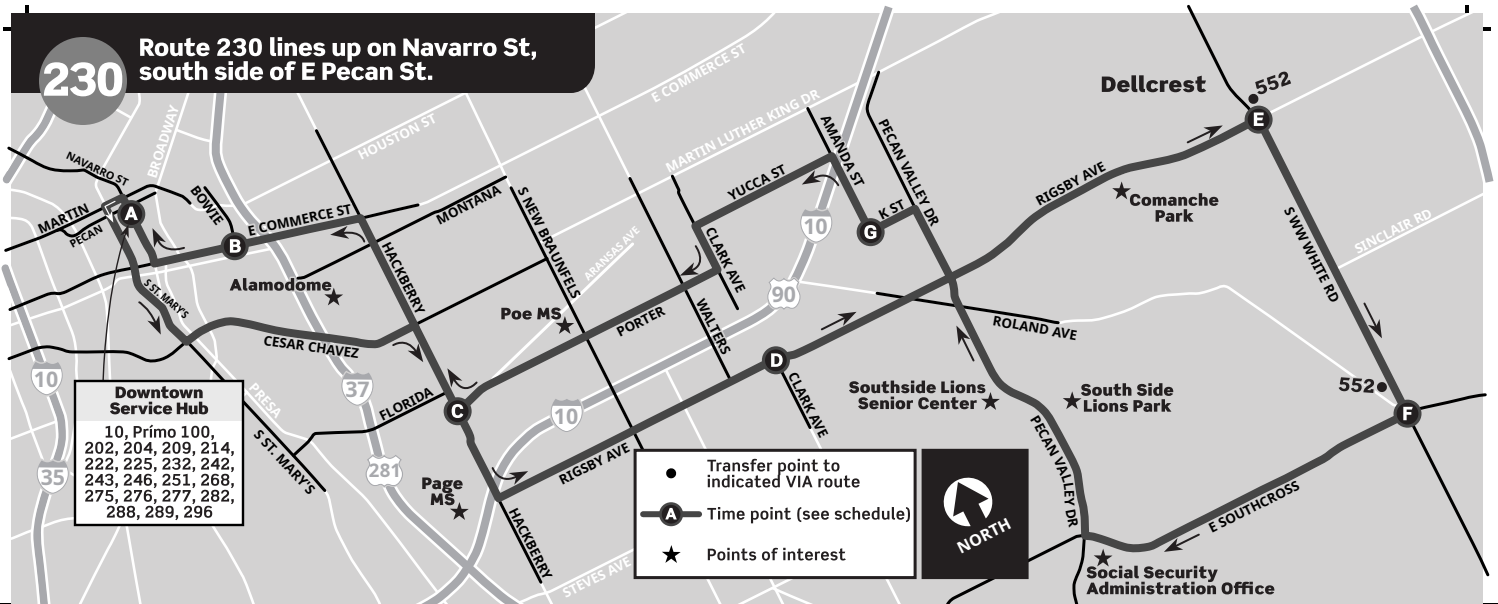 230
Route 230 lines up on Navarro St,
south side of E Pecan St.
NAVARRO ST
BROADWAY
HOUSTON ST
E COMMERCE ST
MARTIN LUTHER KING DR
AMANDA ST
PECAN VALLEY DR
Dellcrest
552
E
MARTIN
PECAN
A
BOWIE
B
E COMMERCE ST
MONTANA
S NEW BRAUNFELS
YUCCA ST
K ST
G
10
RIGSBY AVE
Comanche
Park
S WW WHITE RD
SINCLAIR RD
S ST. MARY'S
Alamodome
HACKBERRY
ARANSAS AVE
CLARK AVE
90
Poe MS
PORTER
WALTERS
ROLAND AVE
CESAR CHAVEZ
D
10
37
PRESA
FLORIDA
C
10
CLARK AVE
Southside Lions
Senior Center
South Side
Lions Park
552
F
Downtown
Service Hub
10, Prímo 100,
202, 204, 209, 214,
222, 225, 232, 242,
243, 246, 251, 268,
275, 276, 277, 282,
288, 289, 296
35
S ST. MARY'S
281
Page
MS
RIGSBY AVE
HACKBERRY
STEVES AVE
Transfer point to
indicated VIA route
A
Time point (see schedule)
Points of interest
NORTH
PECAN VALLEY DR
E SOUTHCROSS
Social Security
Administration Office